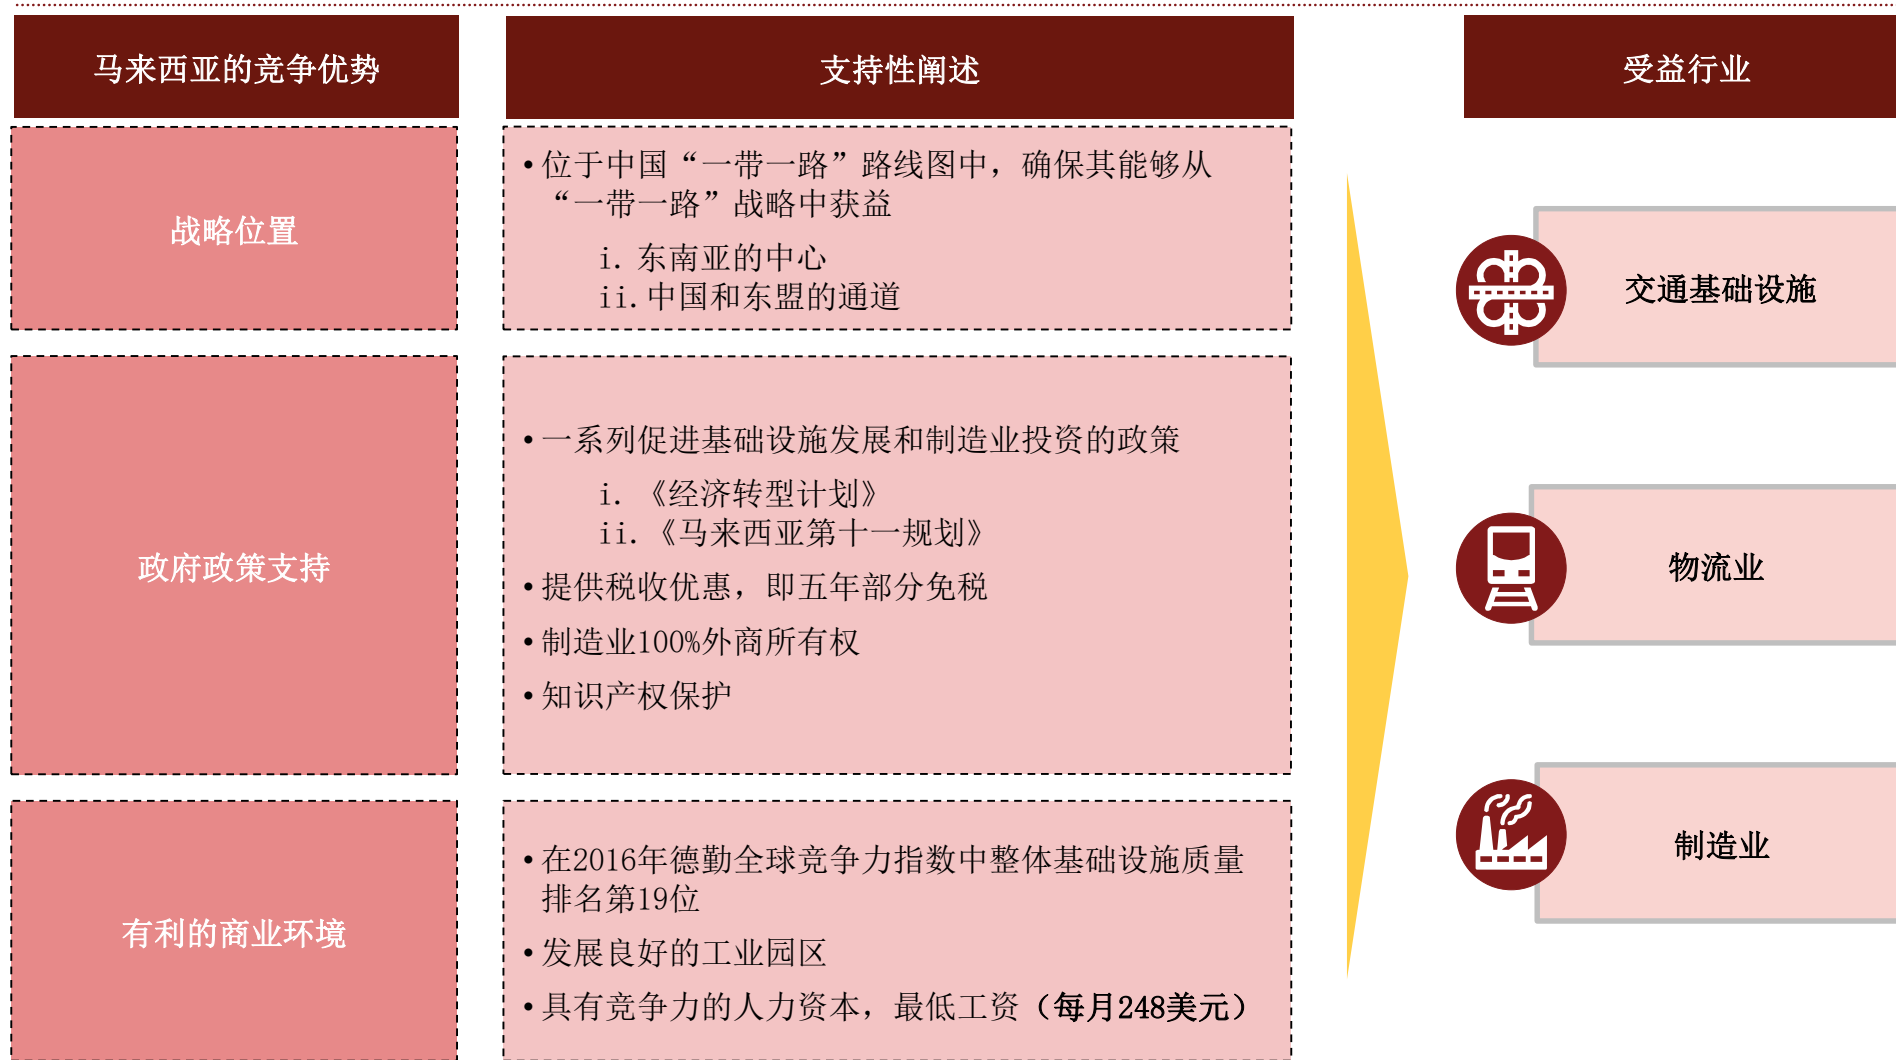 马来西亚的竞争优势
支持性阐述
受益行业
战略位置
•位于中国“一带一路”路线图中，确保其能够从
“一带一路”战略中获益
i. 东南亚的中心
ii.中国和东盟的通道
政府政策支持
•一系列促进基础设施发展和制造业投资的政策
i. 《经济转型计划》
ii.《马来西亚第十一规划》
•提供税收优惠，即五年部分免税
•制造业100%外商所有权
•知识产权保护
有利的商业环境
•在2016年德勤全球竞争力指数中整体基础设施质量
排名第19位
•发展良好的工业园区
•具有竞争力的人力资本，最低工资（每月248美元）
交通基础设施
物流业
制造业